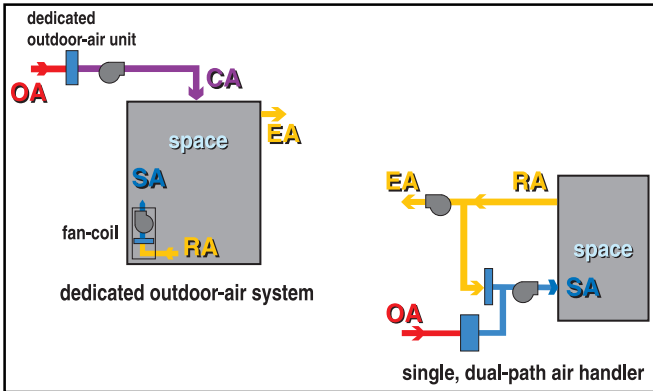 dedicated
outdoor-air unit
OA
CA
EA
space
SA
fan-coil
RA
dedicated outdoor-air system
EA
RA
space
SA
OA
single, dual-path air handler